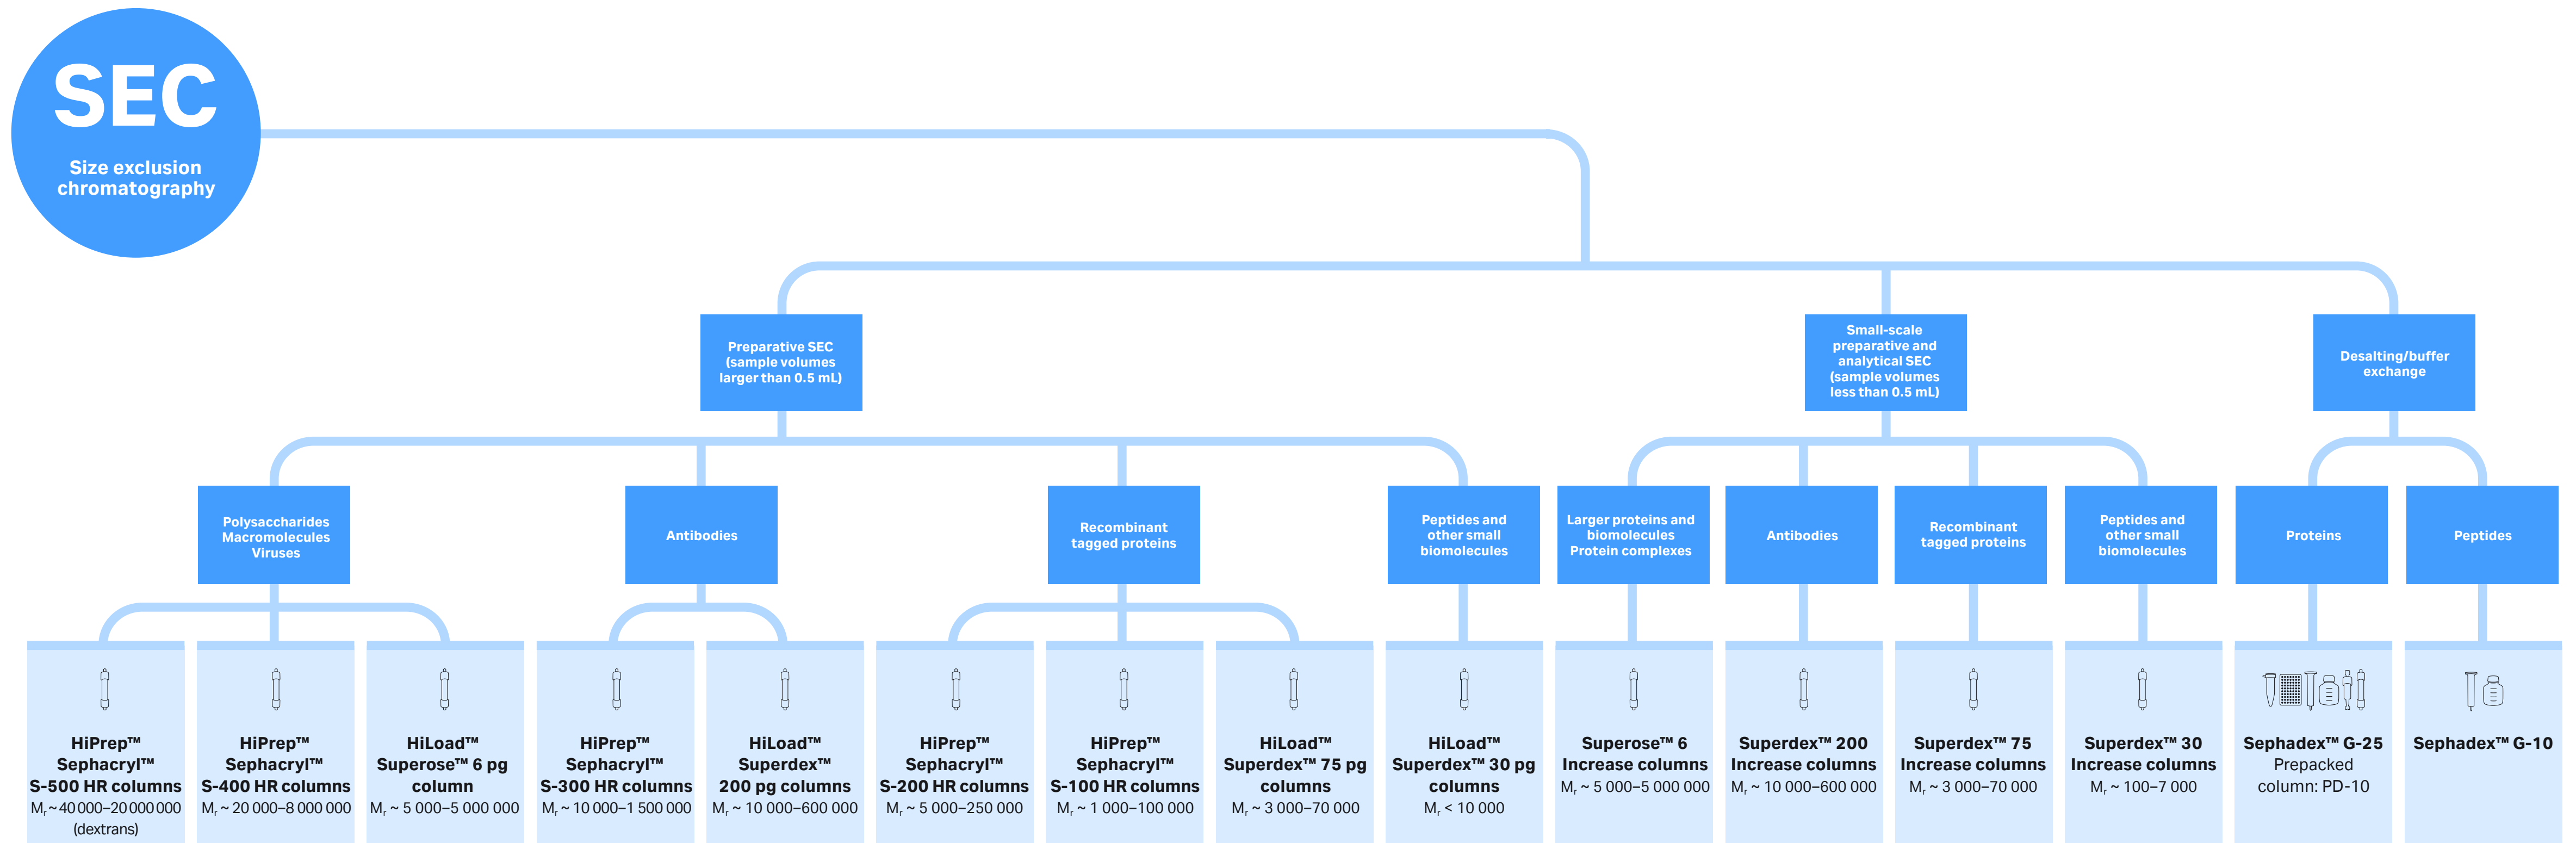 SEC
Size exclusion
chromatography
Preparative SEC
(sample volumes
larger than 0.5 mL)
Small-scale
preparative and
analytical SEC
(sample volumes
less than 0.5 mL)
Desalting/buffer
exchange
Polysaccharides
Macromolecules
Viruses
Antibodies
Recombinant
tagged proteins
Peptides and
other small
biomolecules
Larger proteins and
biomolecules
Protein complexes
Antibodies
Recombinant
tagged proteins
Peptides and
other small
biomolecules
Proteins
Peptides
HiPrep™
Sephacryl™
S-500 HR columns
Mr ~ 40 000–20 000 000
(dextrans)
HiPrep™
Sephacryl™
S-400 HR columns
Mr ~ 20 000–8 000 000
HiLoad™
Superose™ 6 pg
column
Mr ~ 5 000–5 000 000
HiPrep™
Sephacryl™
S-300 HR columns
Mr ~ 10 000–1 500 000
HiLoad™
Superdex™
200 pg columns
Mr ~ 10 000–600 000
HiPrep™
Sephacryl™
S-200 HR columns
Mr ~ 5 000–250 000
HiPrep™
Sephacryl™
S-100 HR columns
Mr ~ 1 000–100 000
HiLoad™
Superdex™ 75 pg
columns
Mr ~ 3 000–70 000
HiLoad™
Superdex™ 30 pg
columns
Mr < 10 000
Superose™ 6
Increase columns
Mr ~ 5 000–5 000 000
Superdex™ 200
Increase columns
Mr ~ 10 000–600 000
Superdex™ 75
Increase columns
Mr ~ 3 000–70 000
Superdex™ 30
Increase columns
Mr ~ 100–7 000
Sephadex™ G-25
Prepacked
column: PD-10
Sephadex™ G-10